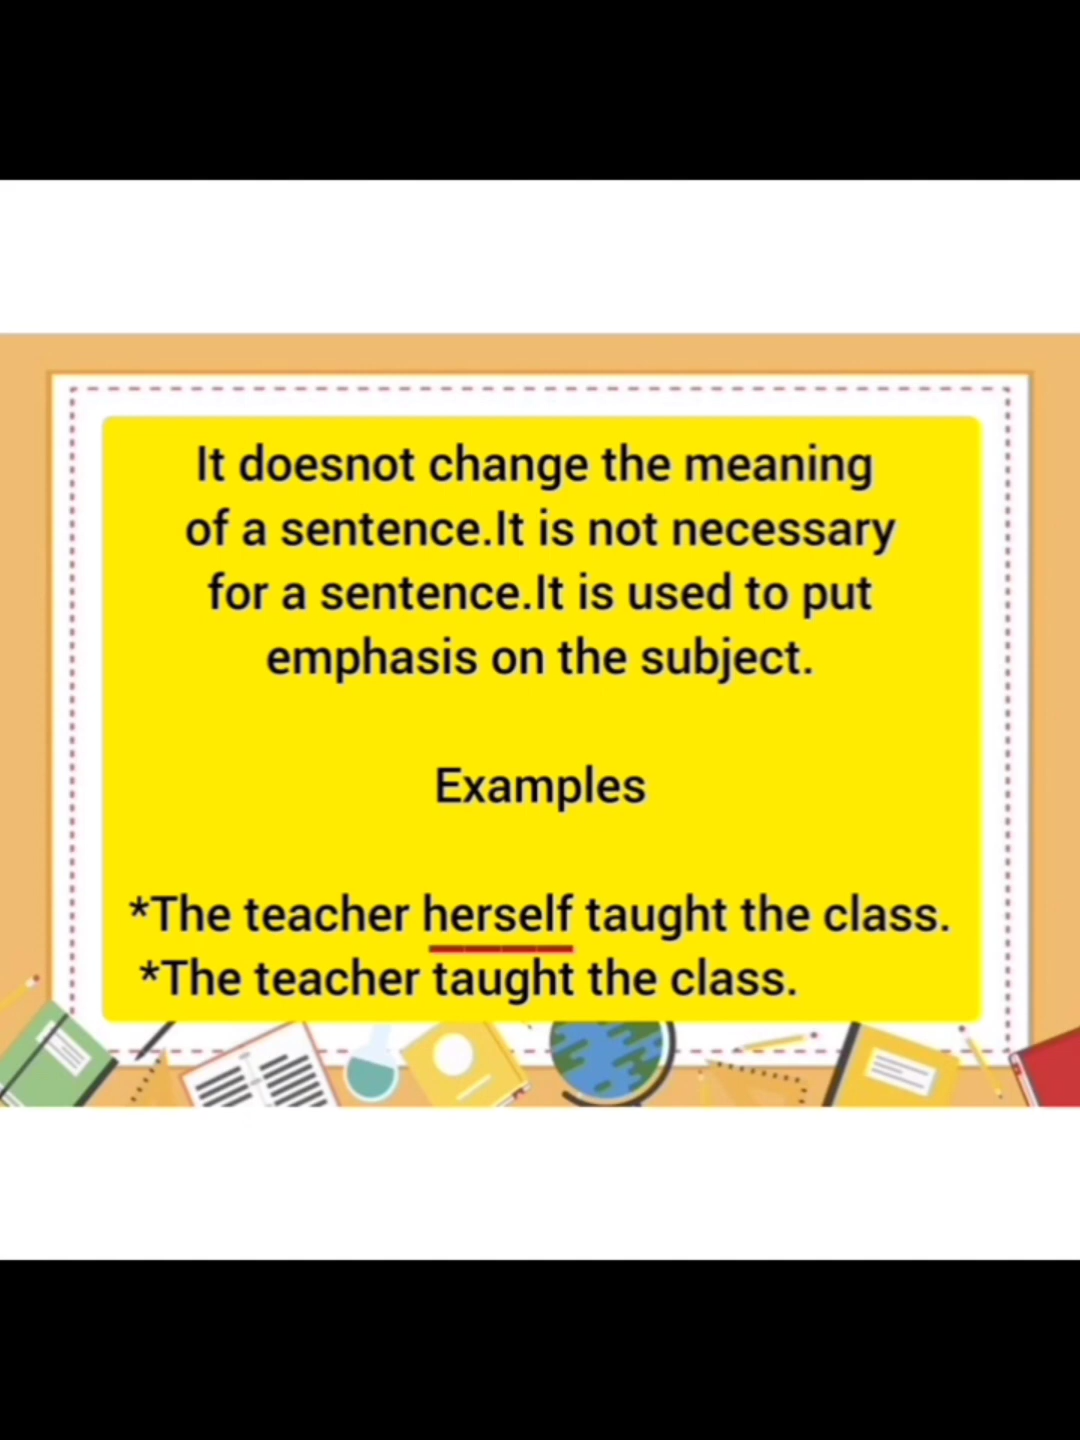 It doesnot change the meaning
of a sentence.It is not necessary
for a sentence.It is used to put
emphasis on the subject.
Examples
*The teacher herself taught the class.
*The teacher taught the class.